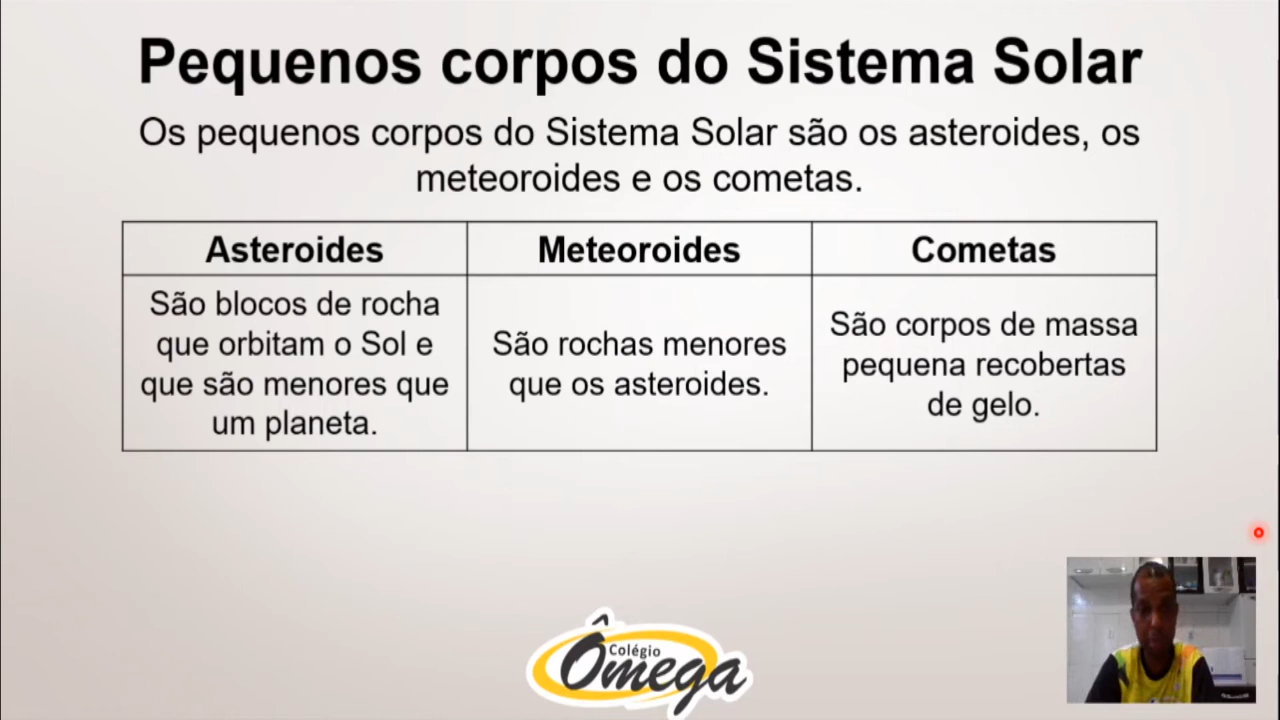 Pequenos corpos do Sistema Solar
Os pequenos corpos do Sistema Solar são os asteroides, os
meteoroides e os cometas.
Asteroides
São blocos de rocha
que orbitam o Sol e
que são menores que
um planeta.
Meteoroides
São rochas menores
que os asteroides.
Cometas
São corpos de massa
pequena recobertas
de gelo.
Colégio
Ômega